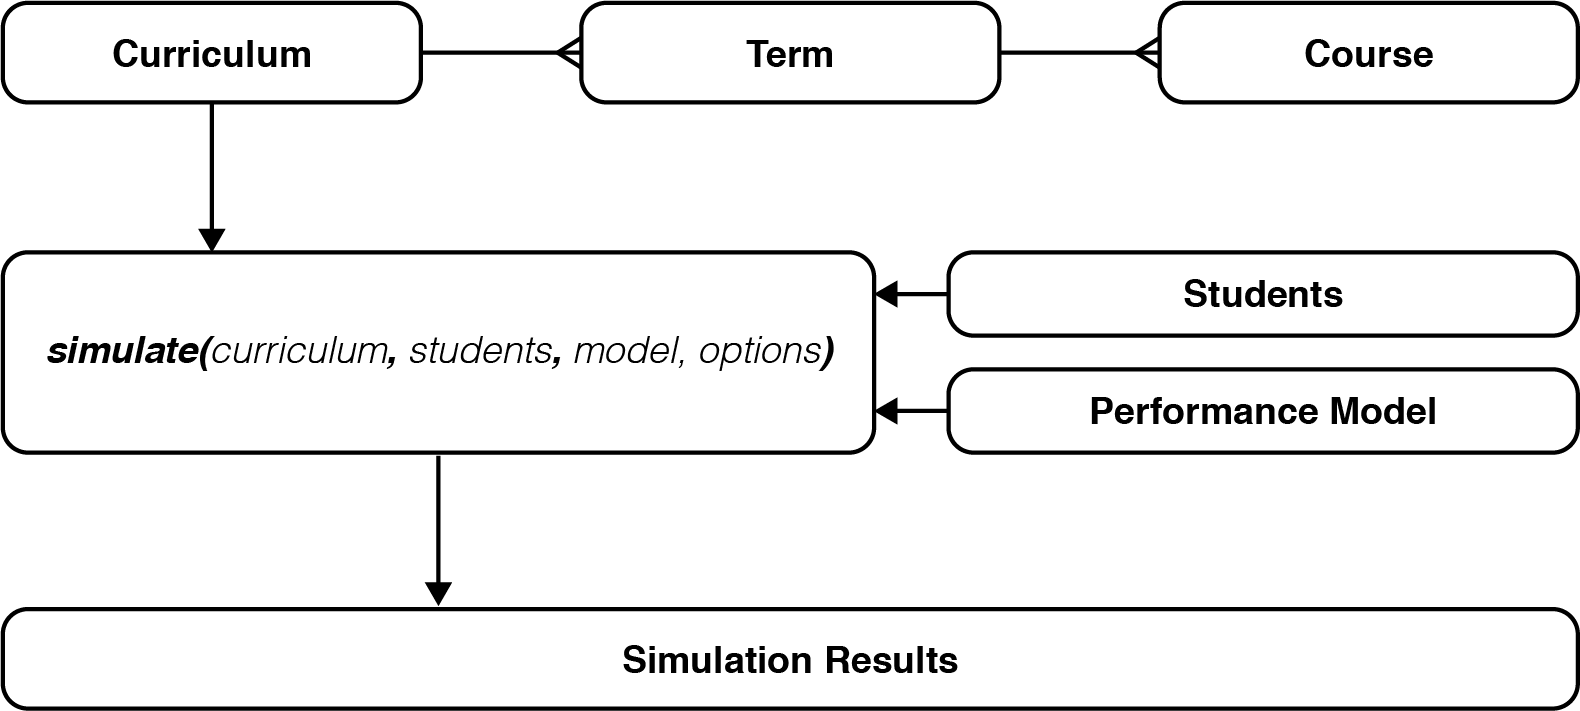 Curriculum
Term
Course
simulate(curriculum, students, model, options)
Students
Performance Model
Simulation Results